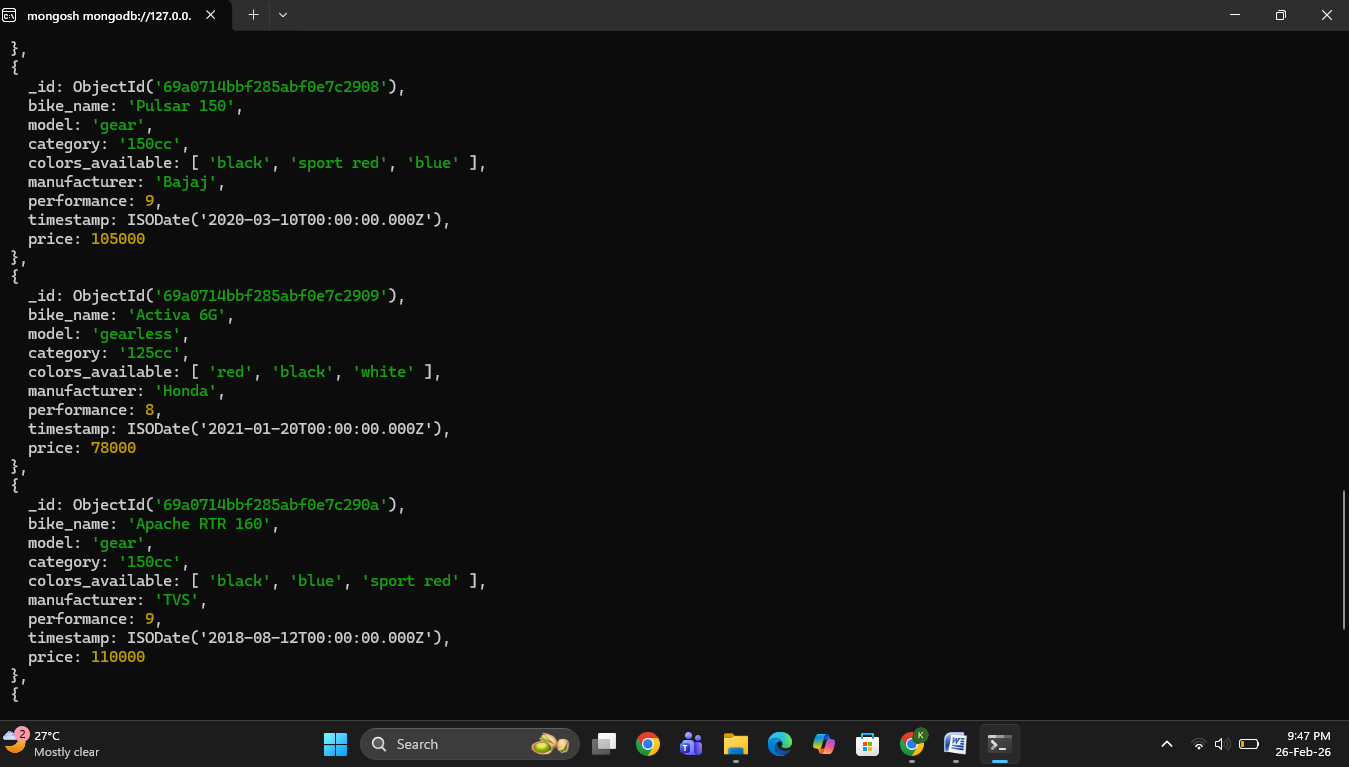 mongosh mongodb://127.0.0.
},
{
_id: ObjectId('69a0714bbf285abf0e7c2908'),
bike_name: 'Pulsar 150',
model: 'gear',
category: '150cc',
colors_available: [ 'black', 'sport red', 'blue' ],
manufacturer: 'Bajaj',
performance: 9,
timestamp: ISODate('2020-03-10T00:00:00.000Z'),
price: 105000
},
{
_id: ObjectId('69a0714bbf285abf0e7c2909'),
bike_name: 'Activa 6G',
model: 'gearless',
category: '125cc',
colors_available: [ 'red', 'black', 'white' ],
manufacturer: 'Honda',
performance: 8,
timestamp: ISODate('2021-01-20T00:00:00.000Z'),
price: 78000
},
{
_id: ObjectId('69a0714bbf285abf0e7c290a'),
bike_name: 'Apache RTR 160',
model: 'gear',
category: '150cc',
colors_available: [ 'black', 'blue', 'sport red' ],
manufacturer: 'TVS',
performance: 9,
timestamp: ISODate('2018-08-12T00:00:00.000Z'),
price: 110000
},
{
2
27°C
Mostly clear
Search
K
9:47 PM
26-Feb-26